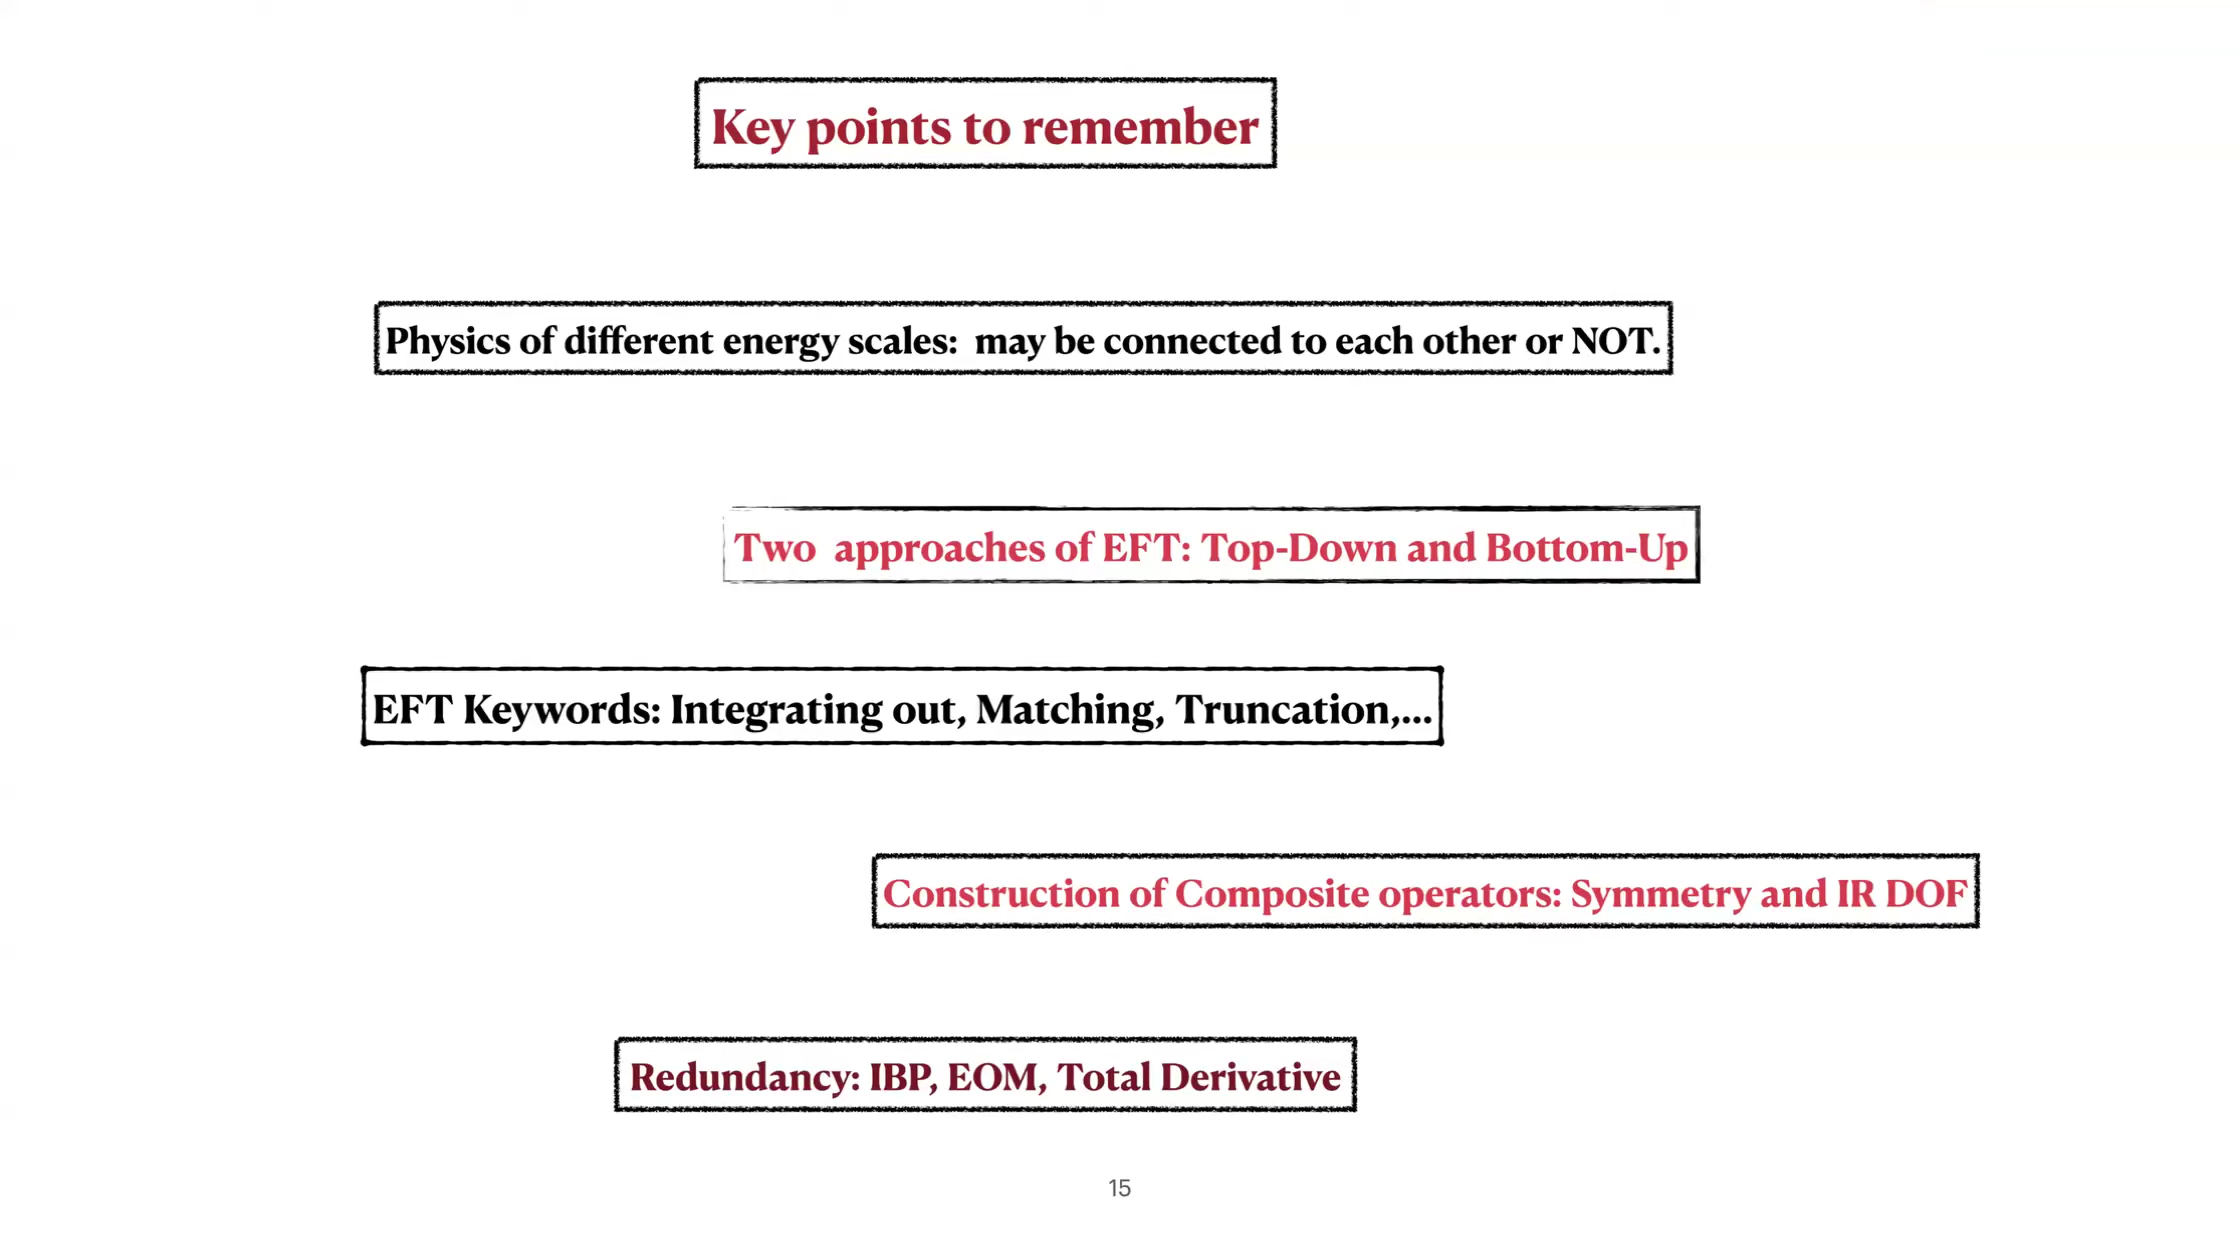 Key points to remember
Physics of different energy scales: may be connected to each other or NOT.
Two approaches of EFT: Top-Down and Bottom-Up
EFT Keywords: Integrating out, Matching, Truncation,...
Construction of Composite operators: Symmetry and IR DOF
Redundancy: IBP, EOM, Total Derivative
15